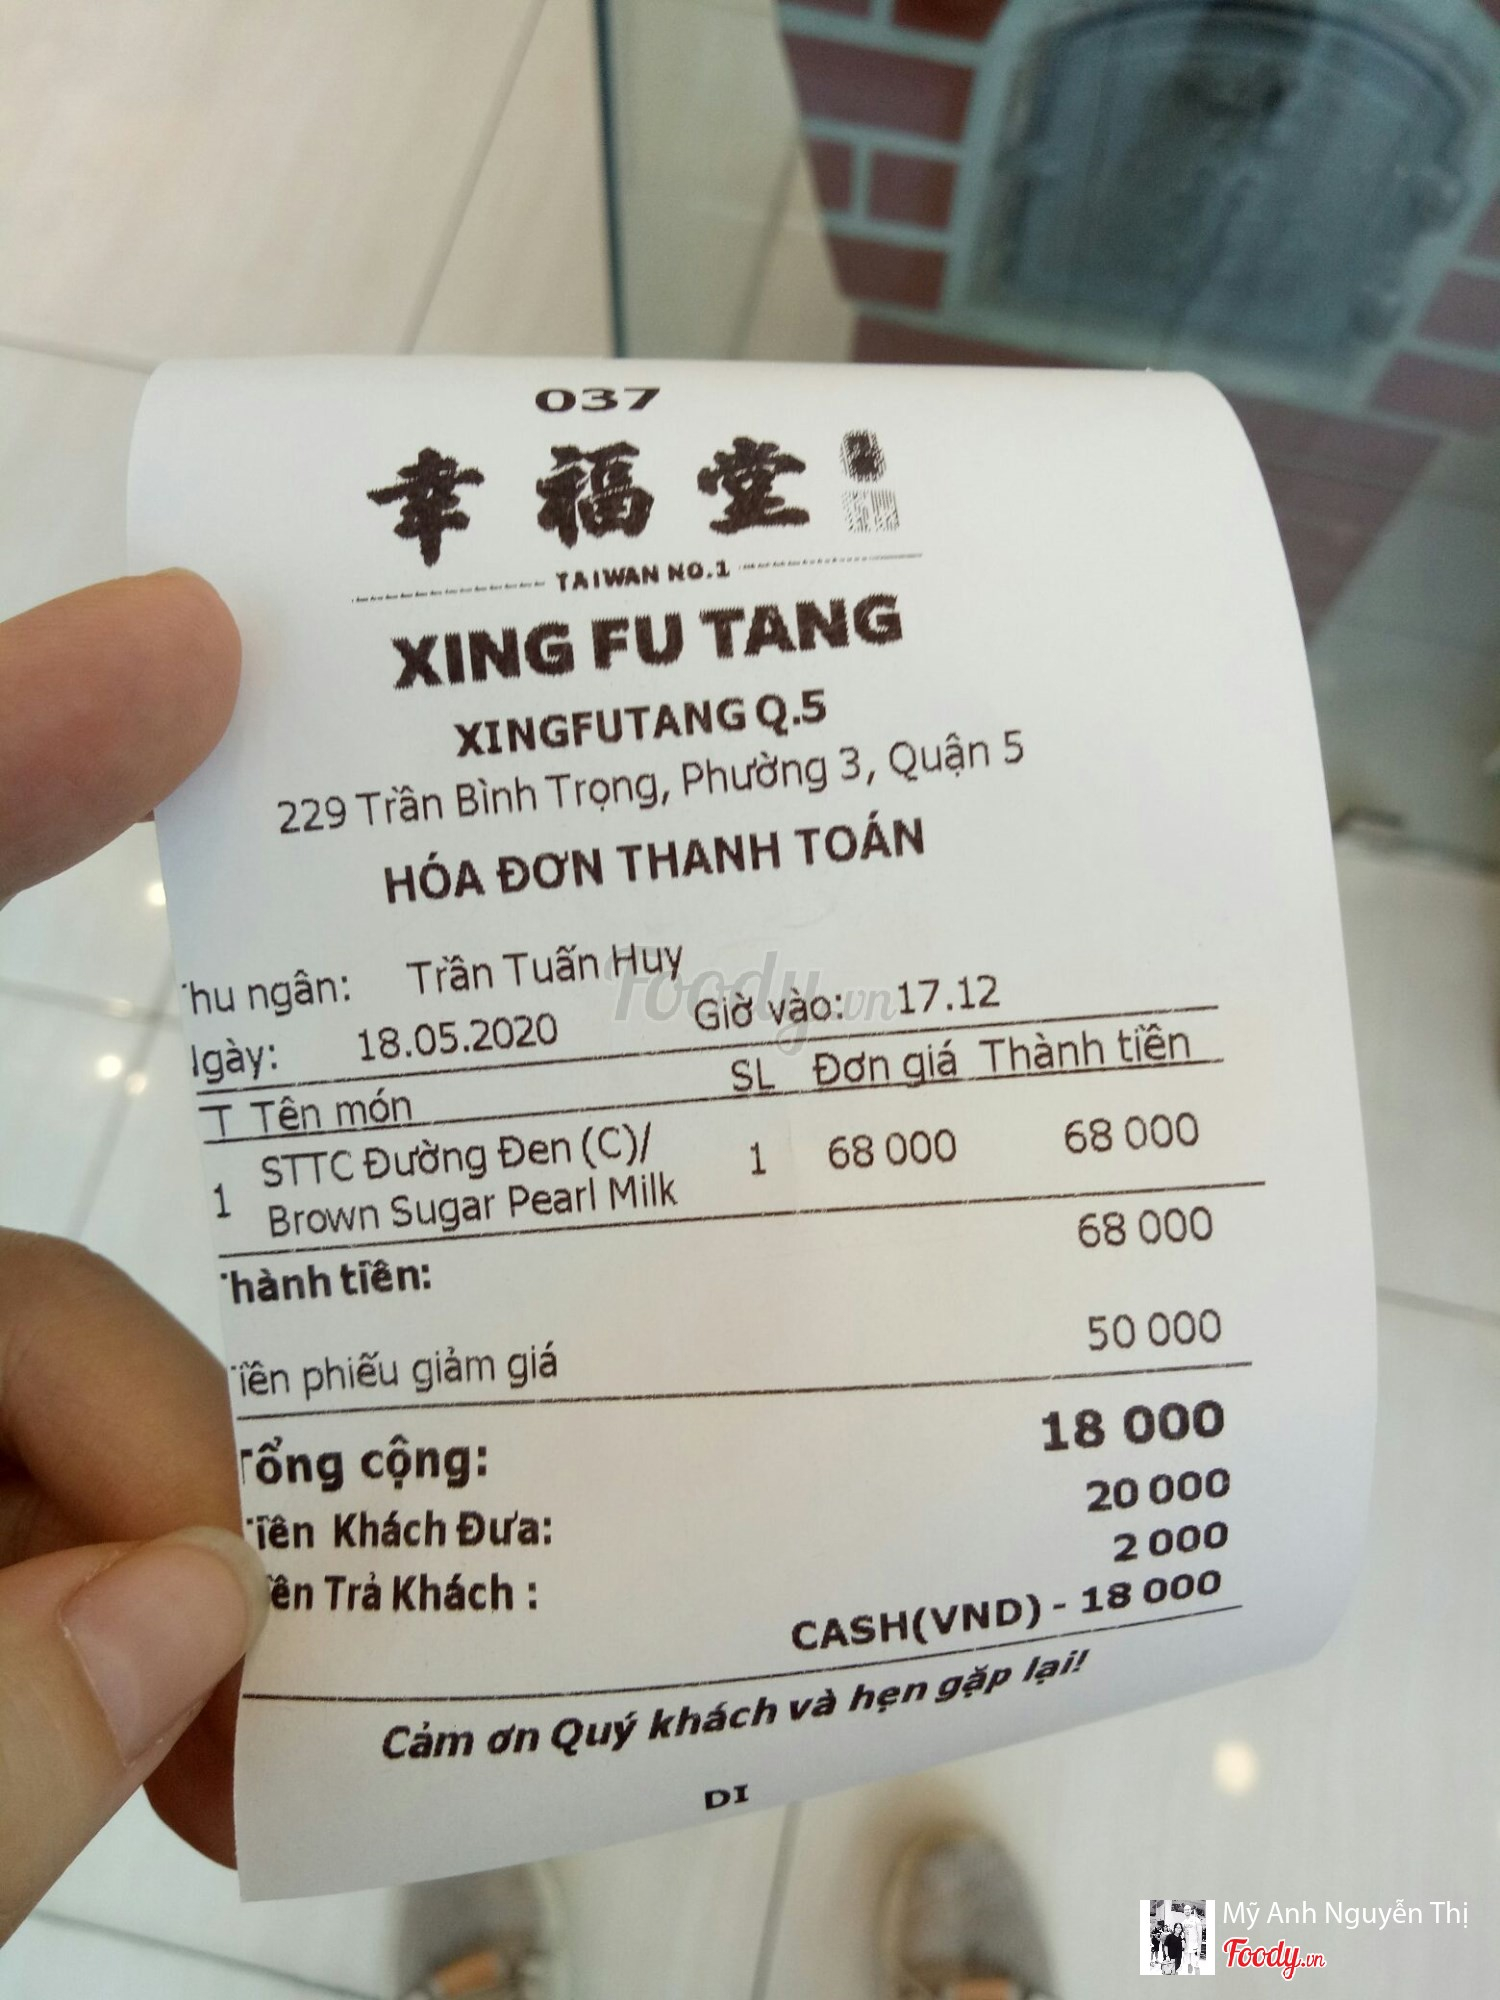 037
幸福堂
TAIWAN NO.1
XING FU TANG
XINGFUTANG Q.5
229 Trần Bình Trọng, Phường 3, Quận 5
HÓA ĐƠN THANH TOÁN
hu ngân: Trần Tuấn Huy
gày: 18.05.2020 Giờ vào: 17.12
T Tên món SL Đơn giá Thành tiền
1 STTC Đường Đen (C)/ 1 68 000 68 000
Brown Sugar Pearl Milk
hành tiền: 68 000
iền phiếu giảm giá 50 000
Tổng cộng: 18 000
iền Khách Đưa: 20 000
ền Trả Khách : 2 000
CASH(VND) - 18 000
Cảm ơn Quý khách và hẹn gặp lại!
DI
Foody.vn
Mỹ Anh Nguyễn Thị
Foody.vn